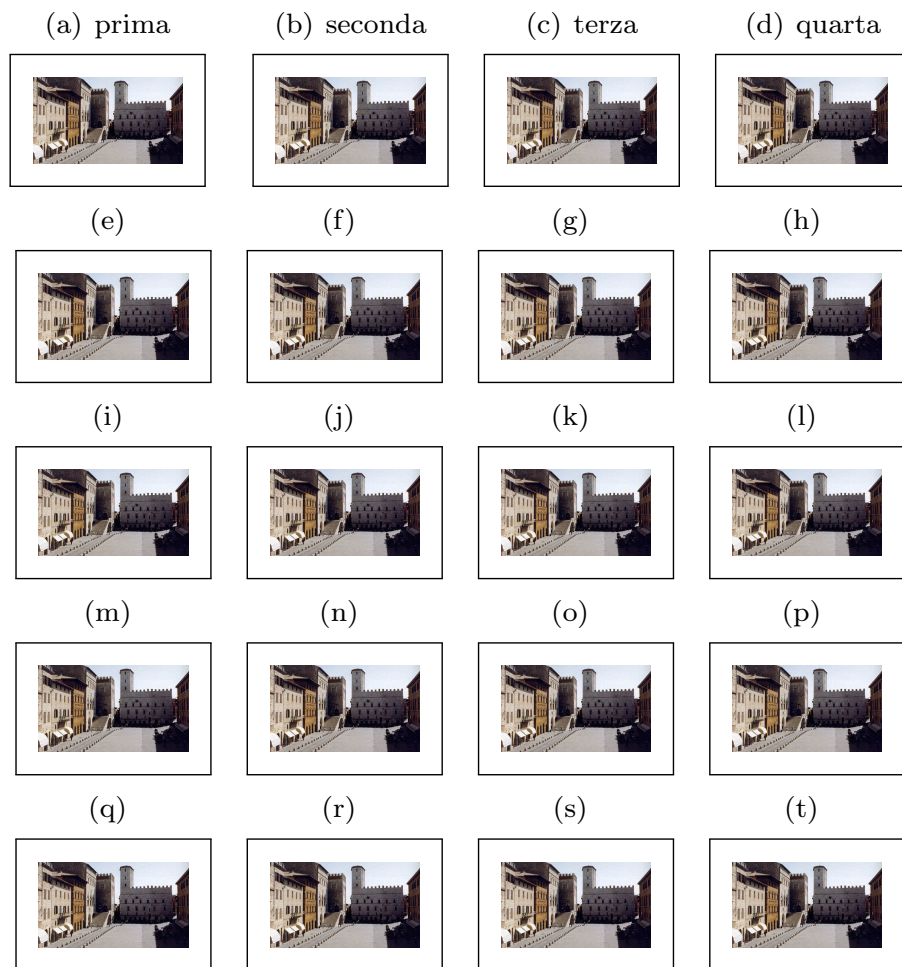 (a) prima (b) seconda (c) terza (d) quarta
(e) (f) (g) (h)
(i) (j) (k) (l)
(m) (n) (o) (p)
(q) (r) (s) (t)